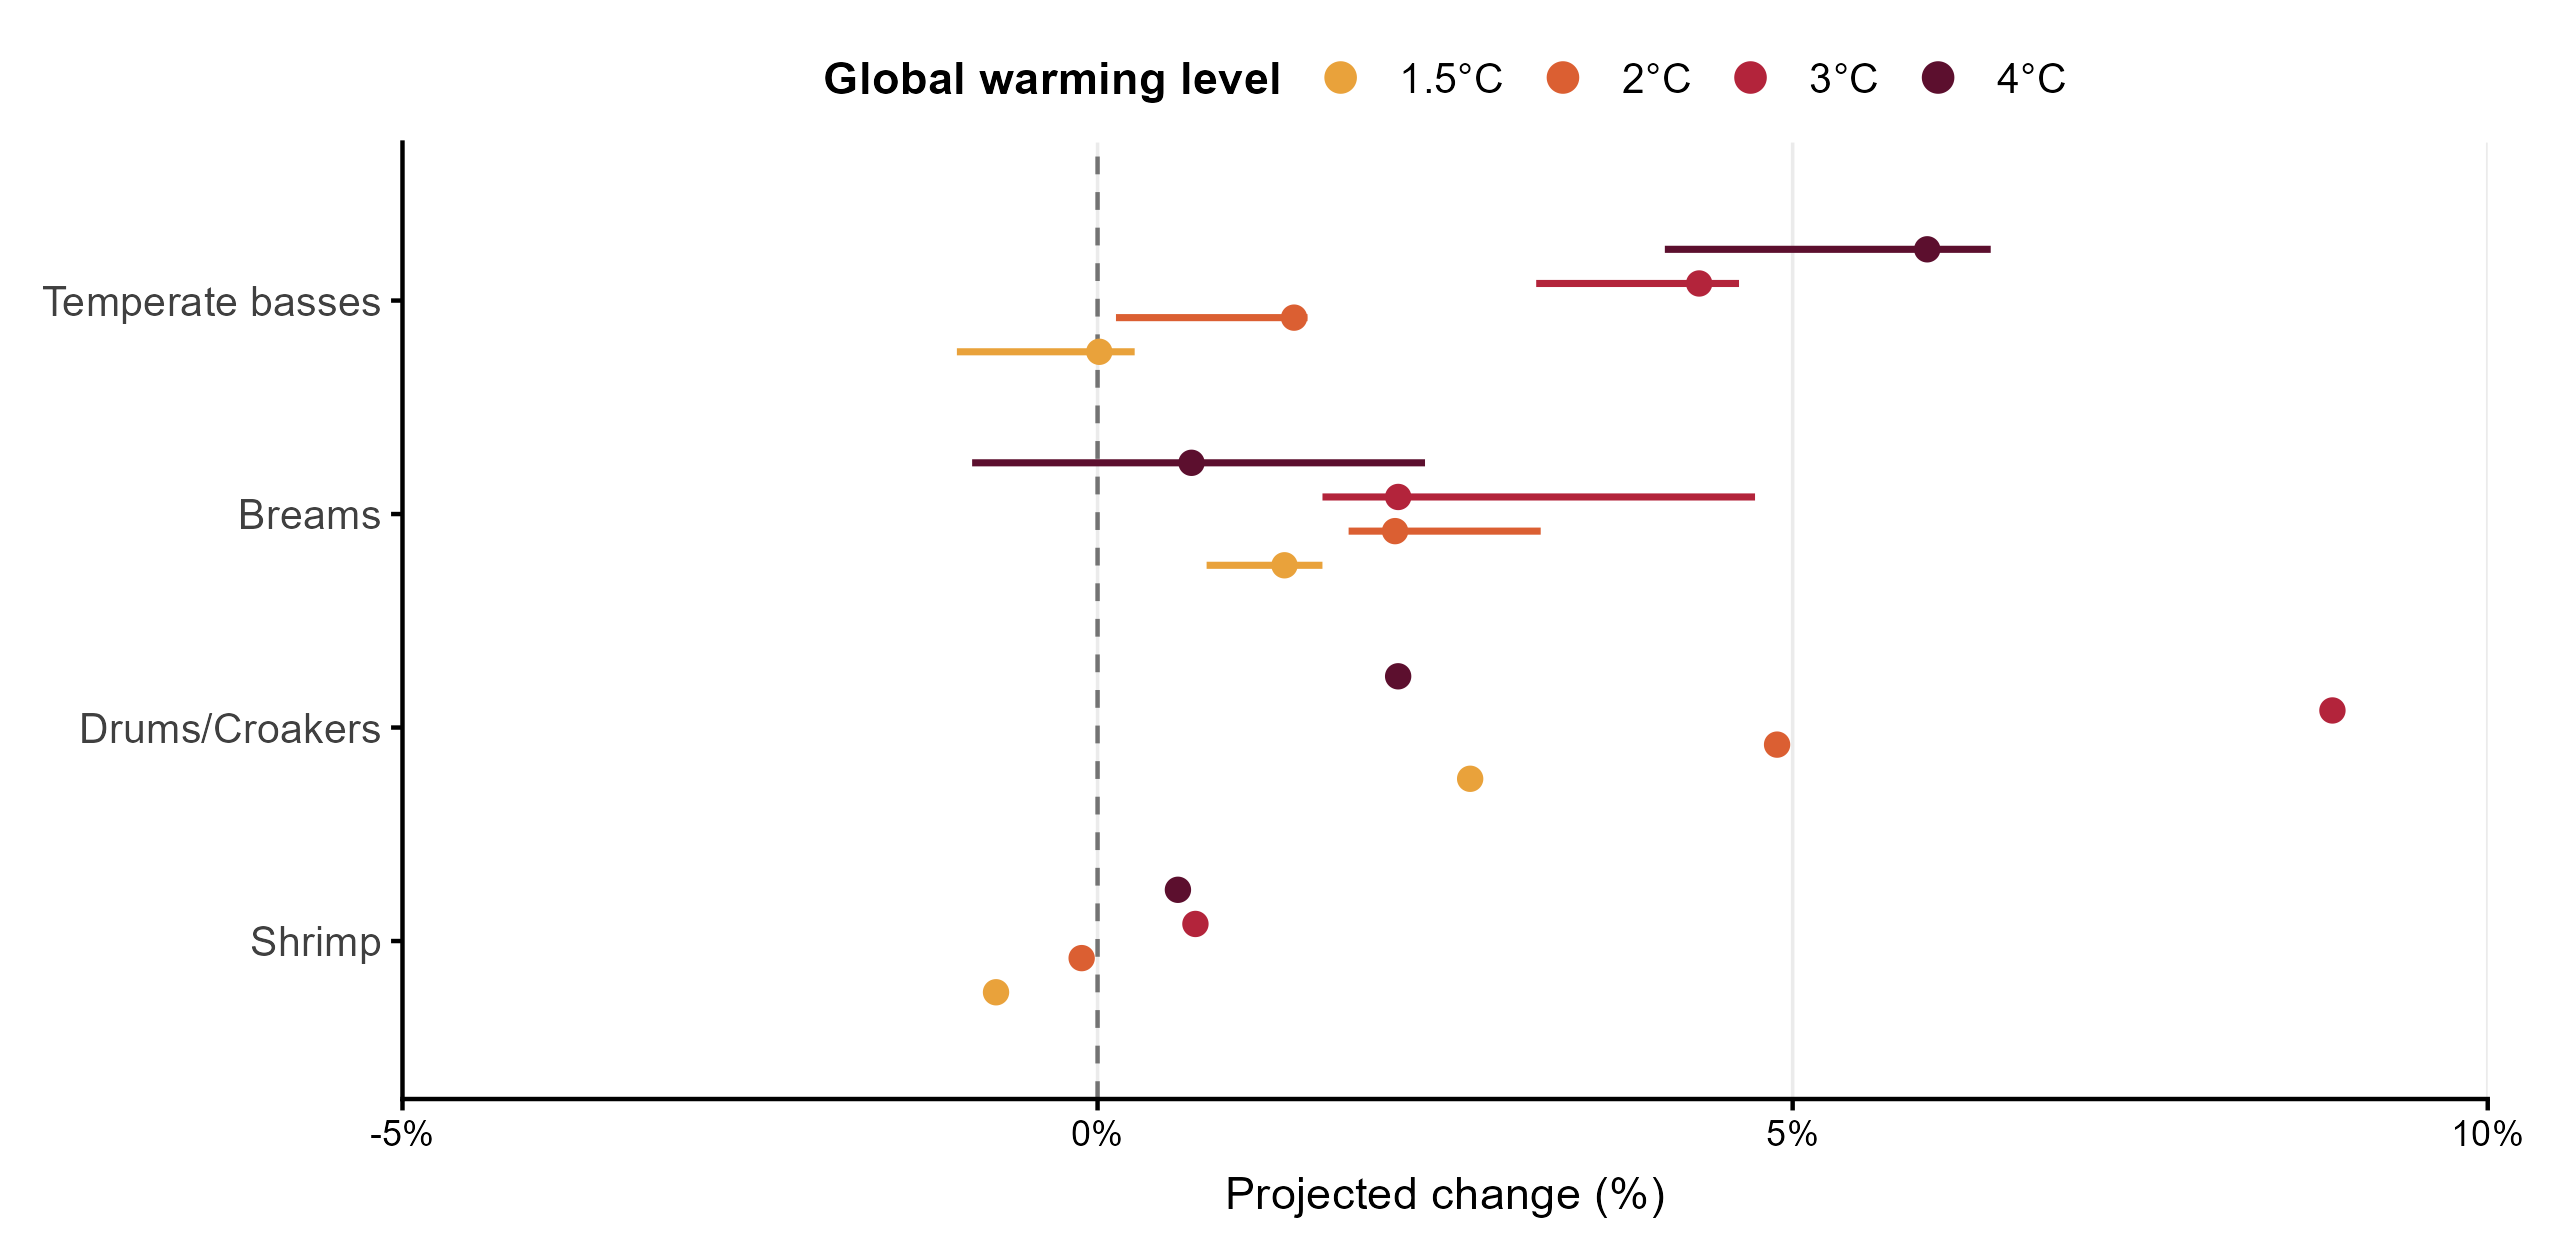 Global warming level 1.5°C 2°C 3°C 4°C
Temperate basses
Breams
Drums/Croakers
Shrimp
-5% 0% 5% 10%
Projected change (%)